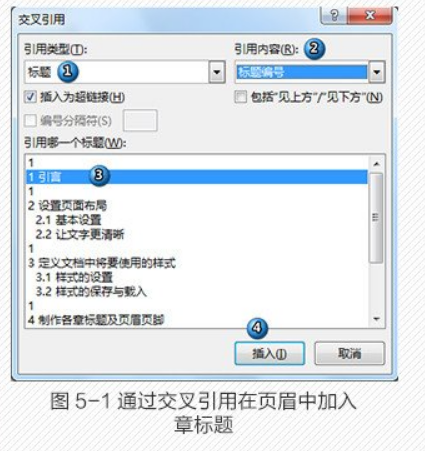 交叉引用
引用类型(T):
引用内容(R): 2
标题 1
标题编号
插入为超链接(H)
包括"见上方"/"见下方"(N)
编号分隔符(S)
引用哪一个标题(W):
1
1 引言 3
1
2 设置页面布局
2.1 基本设置
2.2 让文字更清晰
1
3 定义文档中将要使用的样式
3.1 样式的设置
3.2 样式的保存与载入
1
4 制作各章标题及页眉页脚
4
插入(I)
取消
图 5-1 通过交叉引用在页眉中加入
章标题